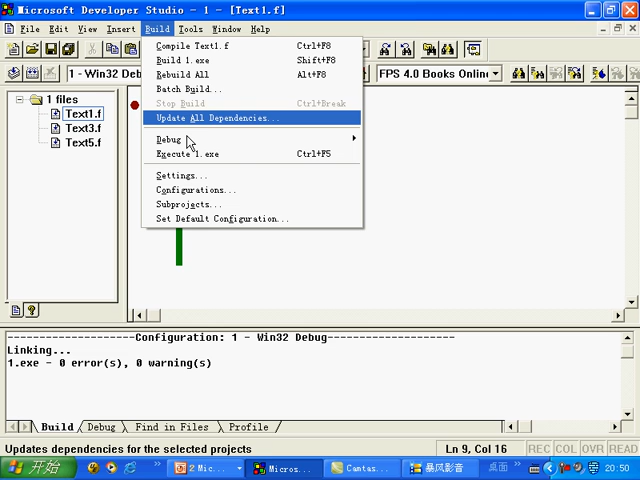 Microsoft Developer Studio - 1 - [Text1.f]
File Edit View Insert Build Tools Window Help
1 - Win32 Deb
FPS 4.0 Books Online
Compile Text1.f Ctrl+F8
Build 1.exe Shift+F8
Rebuild All Alt+F8
Batch Build...
Stop Build Ctrl+Break
Update All Dependencies...
Debug
Execute 1.exe Ctrl+F5
Settings...
Configurations...
Subprojects...
Set Default Configuration...
1 files
Text1.f
Text3.f
Text5.f
--------------------Configuration: 1 - Win32 Debug--------------------
Linking...
1.exe - 0 error(s), 0 warning(s)
Build Debug Find in Files Profile
Updates dependencies for the selected projects
Ln 9, Col 16
REC COL OVR READ
开始
2 Mic...
Micros...
Camtas...
暴风影音
桌面
20:50